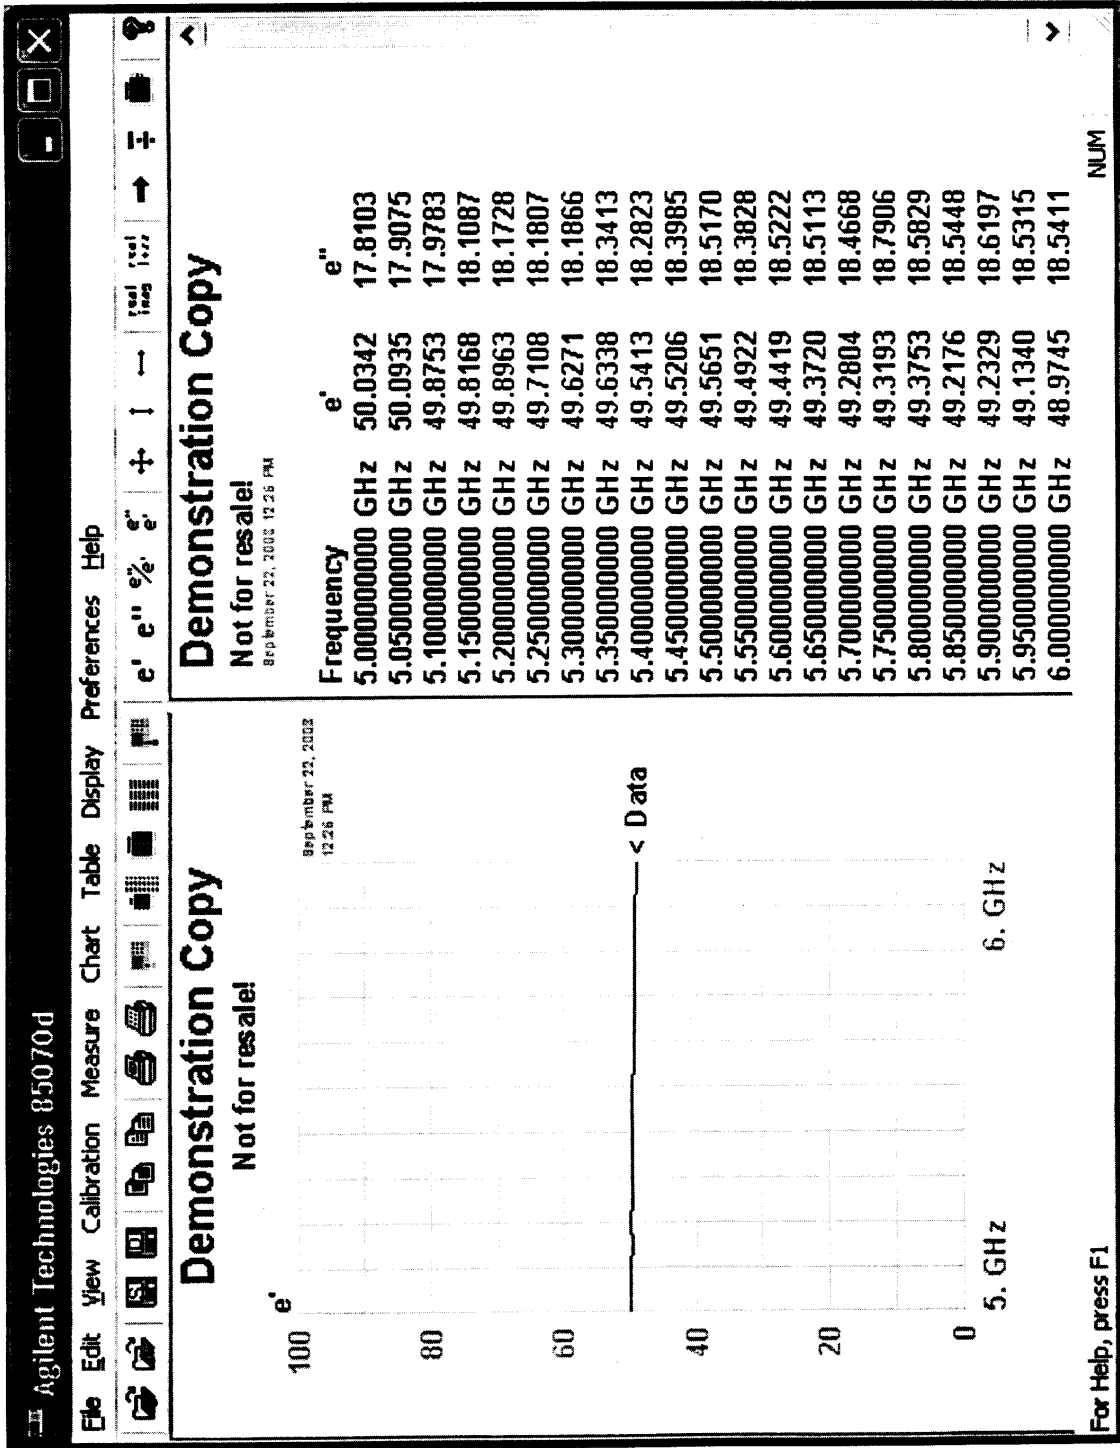 Agilent Technologies 85070d
File Edit View Calibration Measure Chart Table Display Preferences Help
e' e'' e''/e' e'' e'
real imag real 1+//
Demonstration Copy
Not for resale!
September 22, 2008
12:26 PM
e'
100
80
60
40
20
0
< Data
5. GHz 6. GHz
Demonstration Copy
Not for resale!
September 22, 2008 12:26 PM
Frequency e' e''
5.000000000 GHz 50.0342 17.8103
5.050000000 GHz 50.0935 17.9075
5.100000000 GHz 49.8753 17.9783
5.150000000 GHz 49.8168 18.1087
5.200000000 GHz 49.8963 18.1728
5.250000000 GHz 49.7108 18.1807
5.300000000 GHz 49.6271 18.1866
5.350000000 GHz 49.6338 18.3413
5.400000000 GHz 49.5413 18.2823
5.450000000 GHz 49.5206 18.3985
5.500000000 GHz 49.5651 18.5170
5.550000000 GHz 49.4922 18.3828
5.600000000 GHz 49.4419 18.5222
5.650000000 GHz 49.3720 18.5113
5.700000000 GHz 49.2804 18.4668
5.750000000 GHz 49.3193 18.7906
5.800000000 GHz 49.3753 18.5829
5.850000000 GHz 49.2176 18.5448
5.900000000 GHz 49.2329 18.6197
5.950000000 GHz 49.1340 18.5315
6.000000000 GHz 48.9745 18.5411
For Help, press F1
NUM